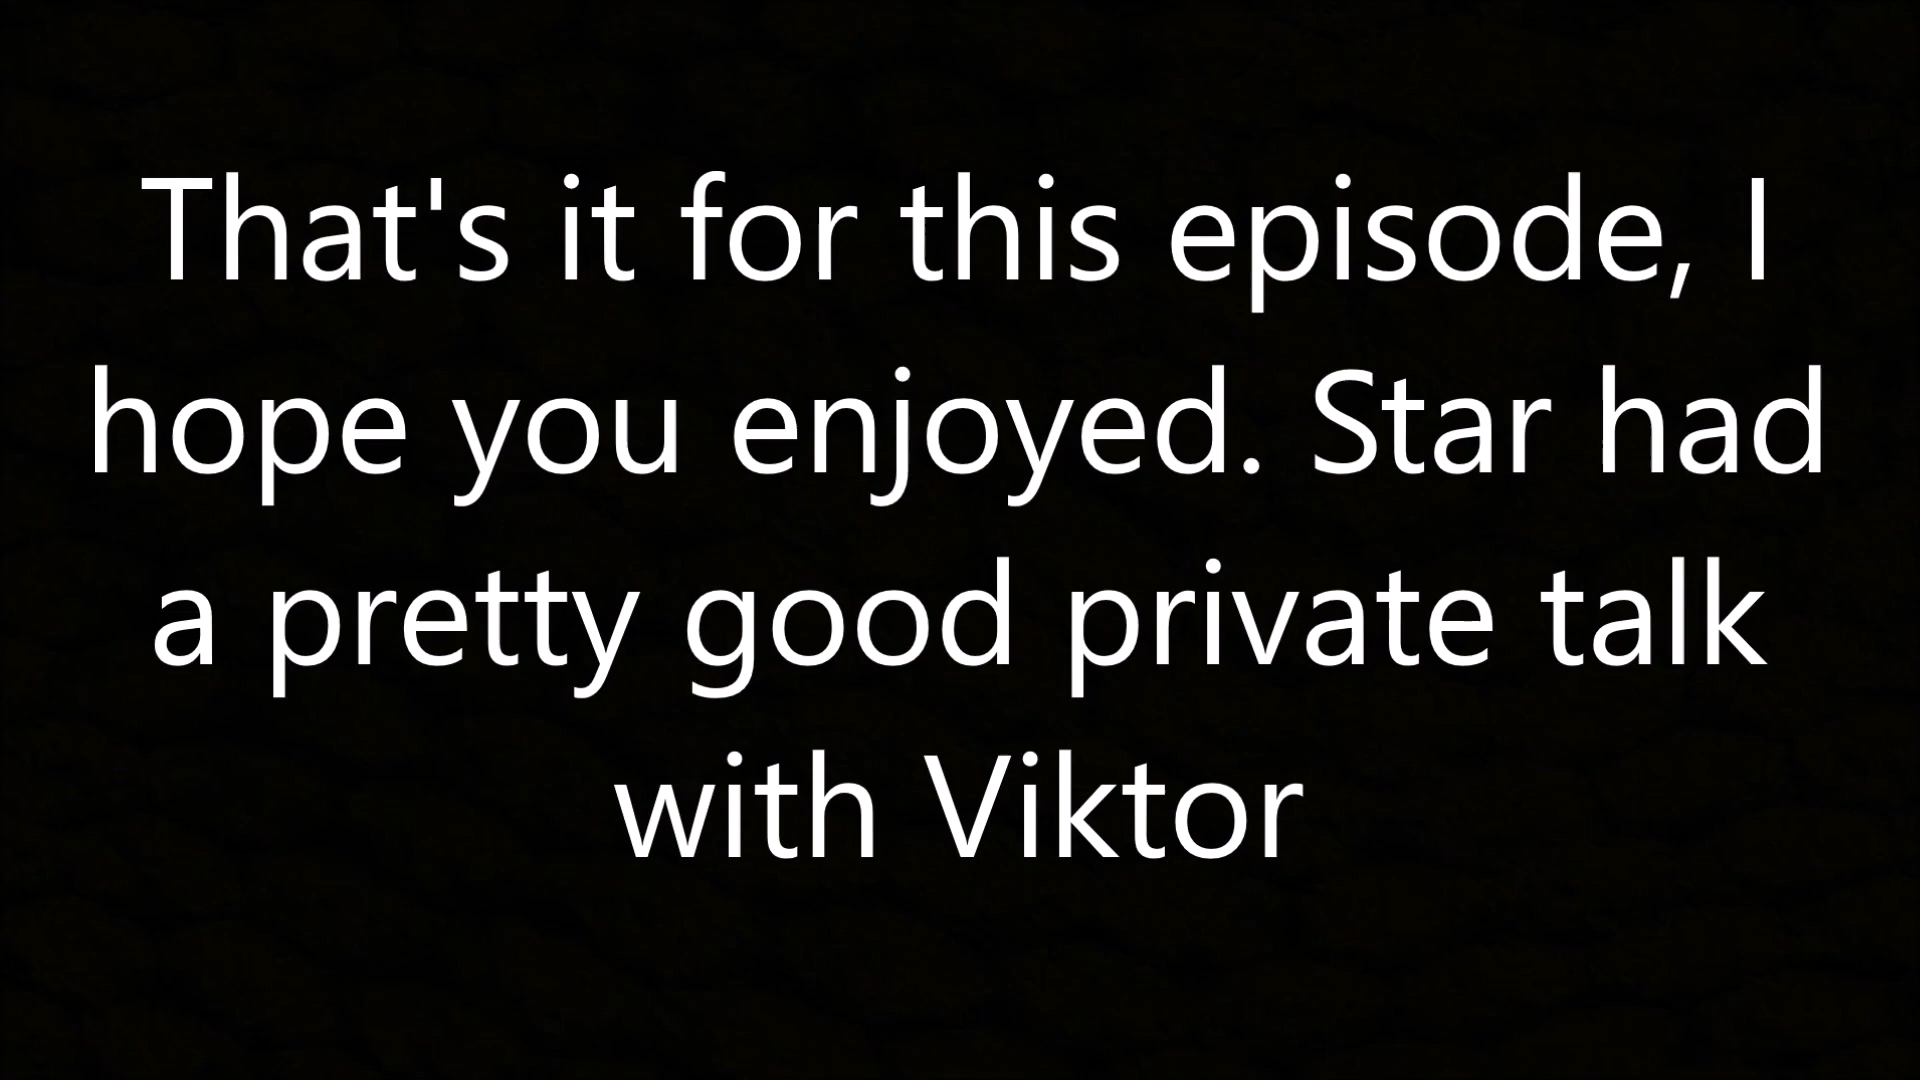 That's it for this episode, I
hope you enjoyed. Star had
a pretty good private talk
with Viktor